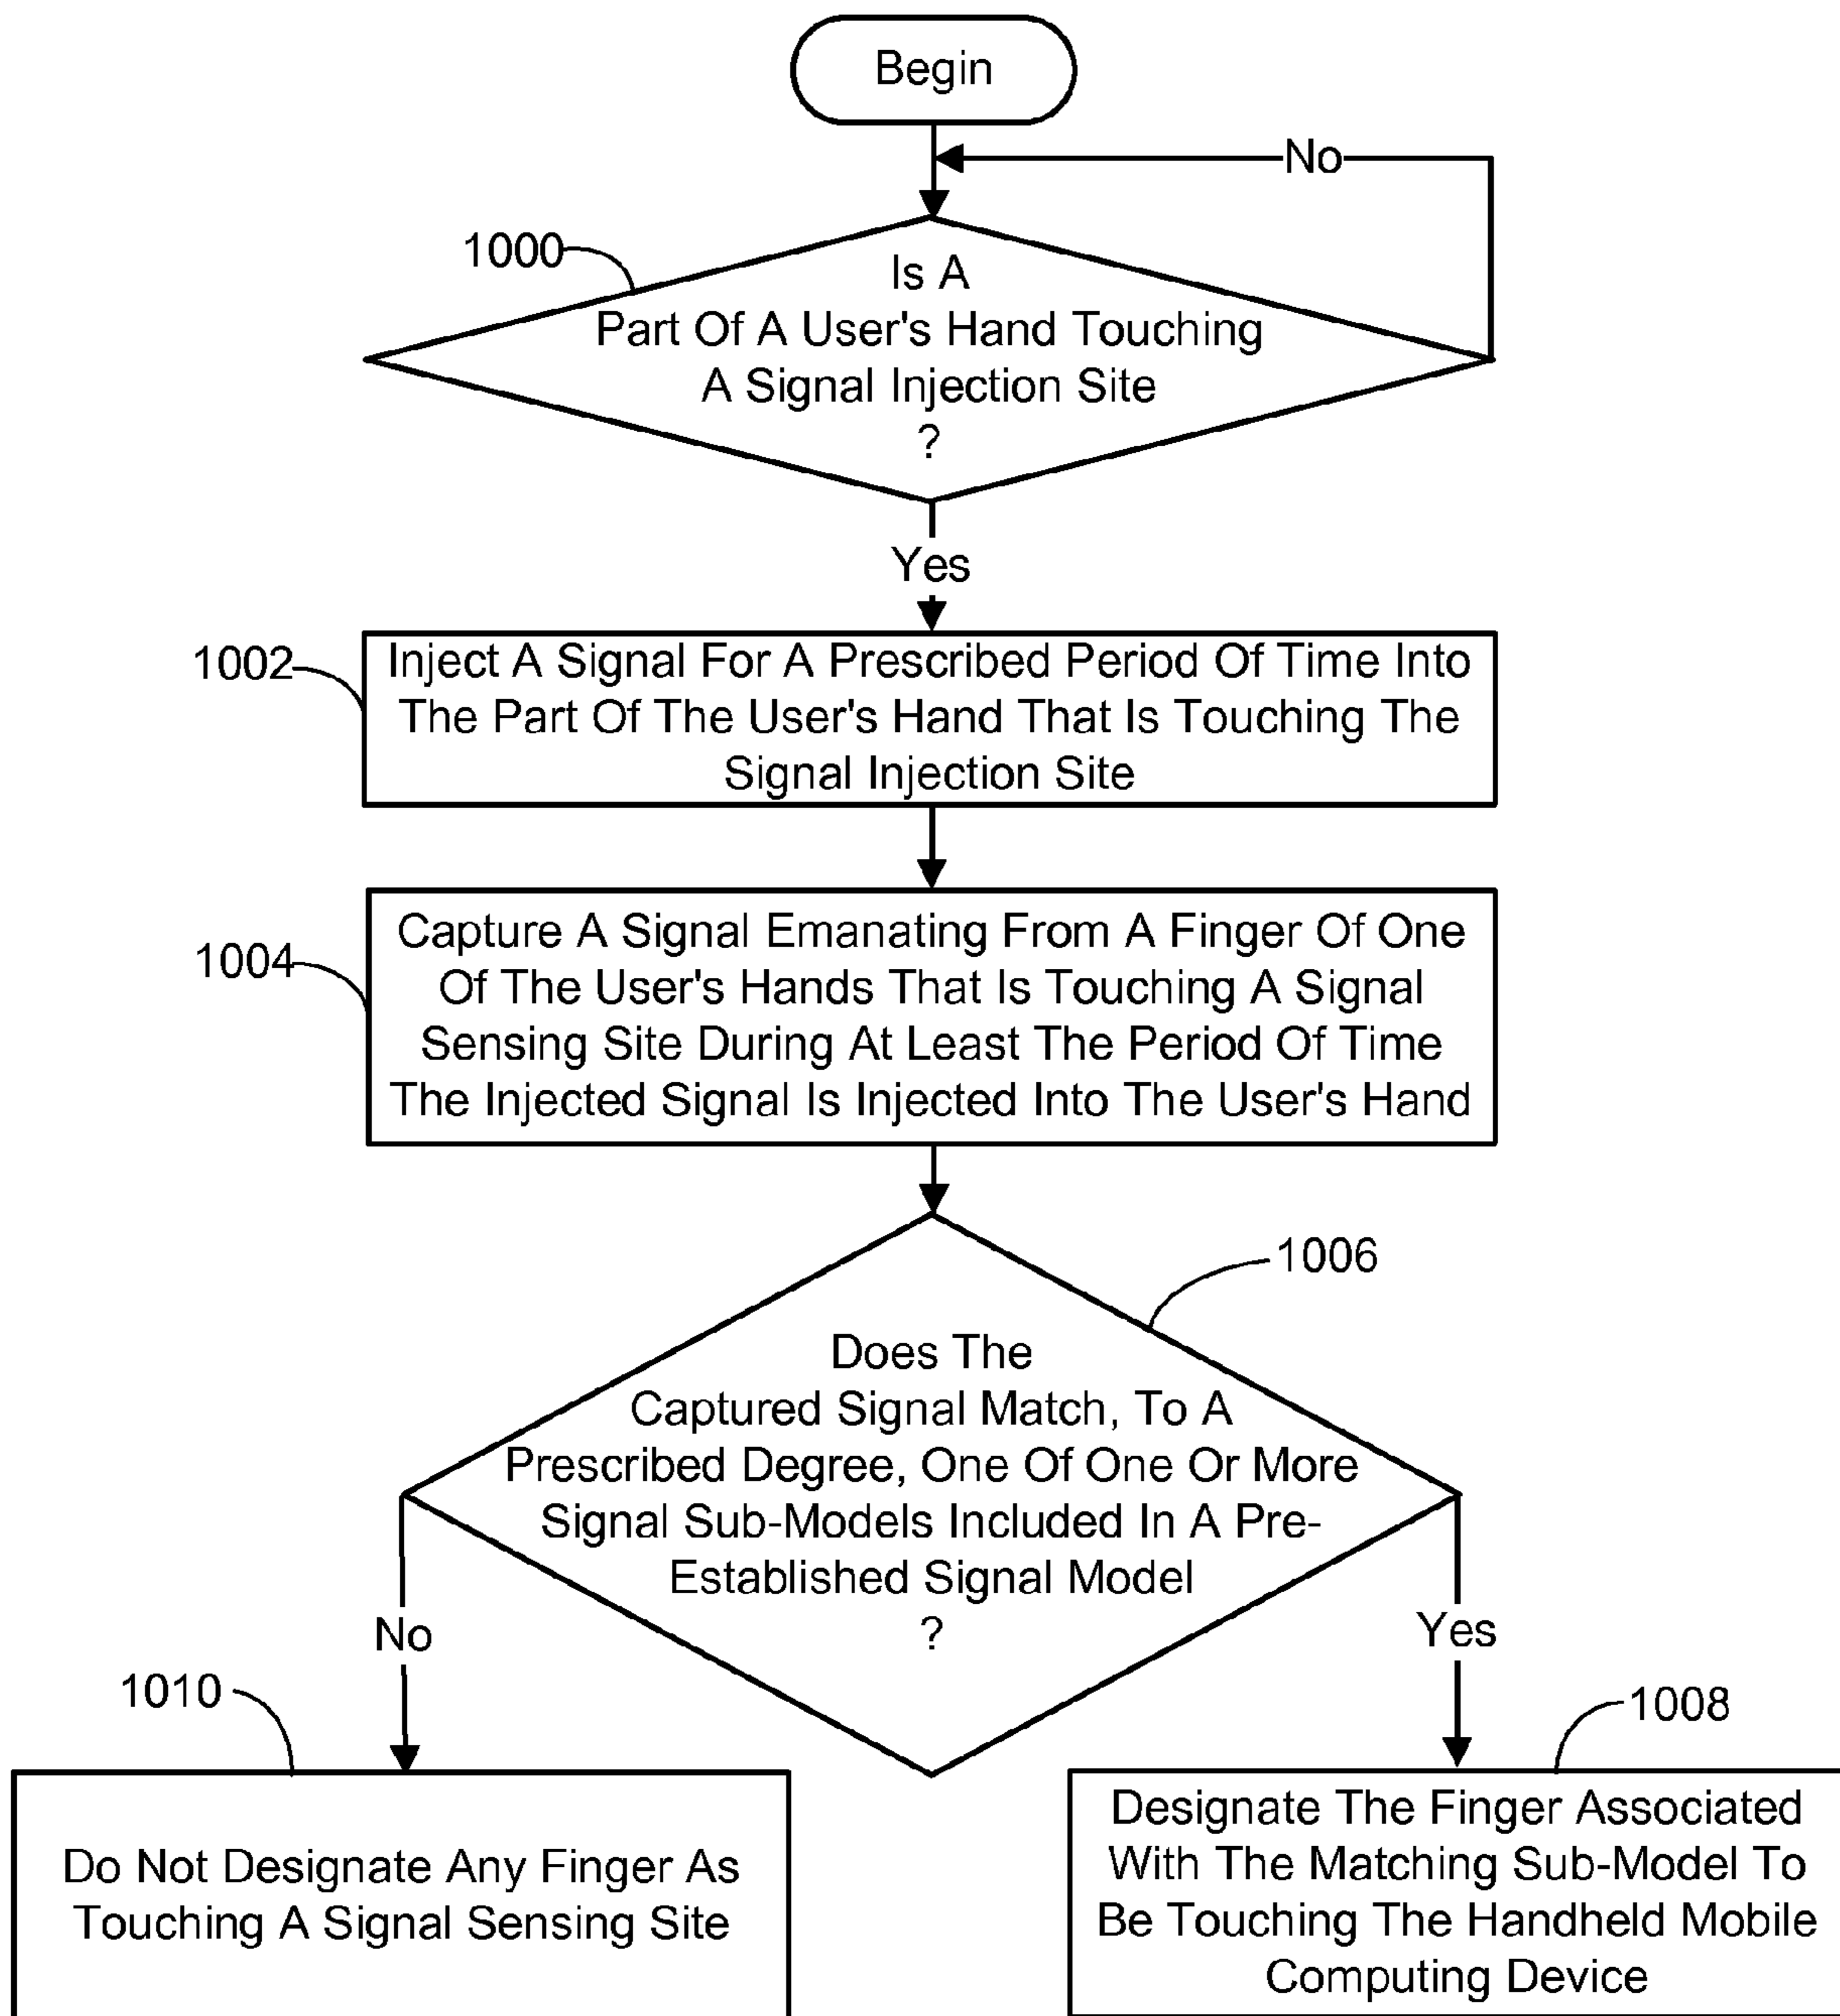 Begin
No
1000
Is A
Part Of A User's Hand Touching
A Signal Injection Site
?
Yes
1002
Inject A Signal For A Prescribed Period Of Time Into
The Part Of The User's Hand That Is Touching The
Signal Injection Site
1004
Capture A Signal Emanating From A Finger Of One
Of The User's Hands That Is Touching A Signal
Sensing Site During At Least The Period Of Time
The Injected Signal Is Injected Into The User's Hand
1006
Does The
Captured Signal Match, To A
Prescribed Degree, One Of One Or More
Signal Sub-Models Included In A Pre-
Established Signal Model
?
No
Yes
1010
Do Not Designate Any Finger As
Touching A Signal Sensing Site
1008
Designate The Finger Associated
With The Matching Sub-Model To
Be Touching The Handheld Mobile
Computing Device